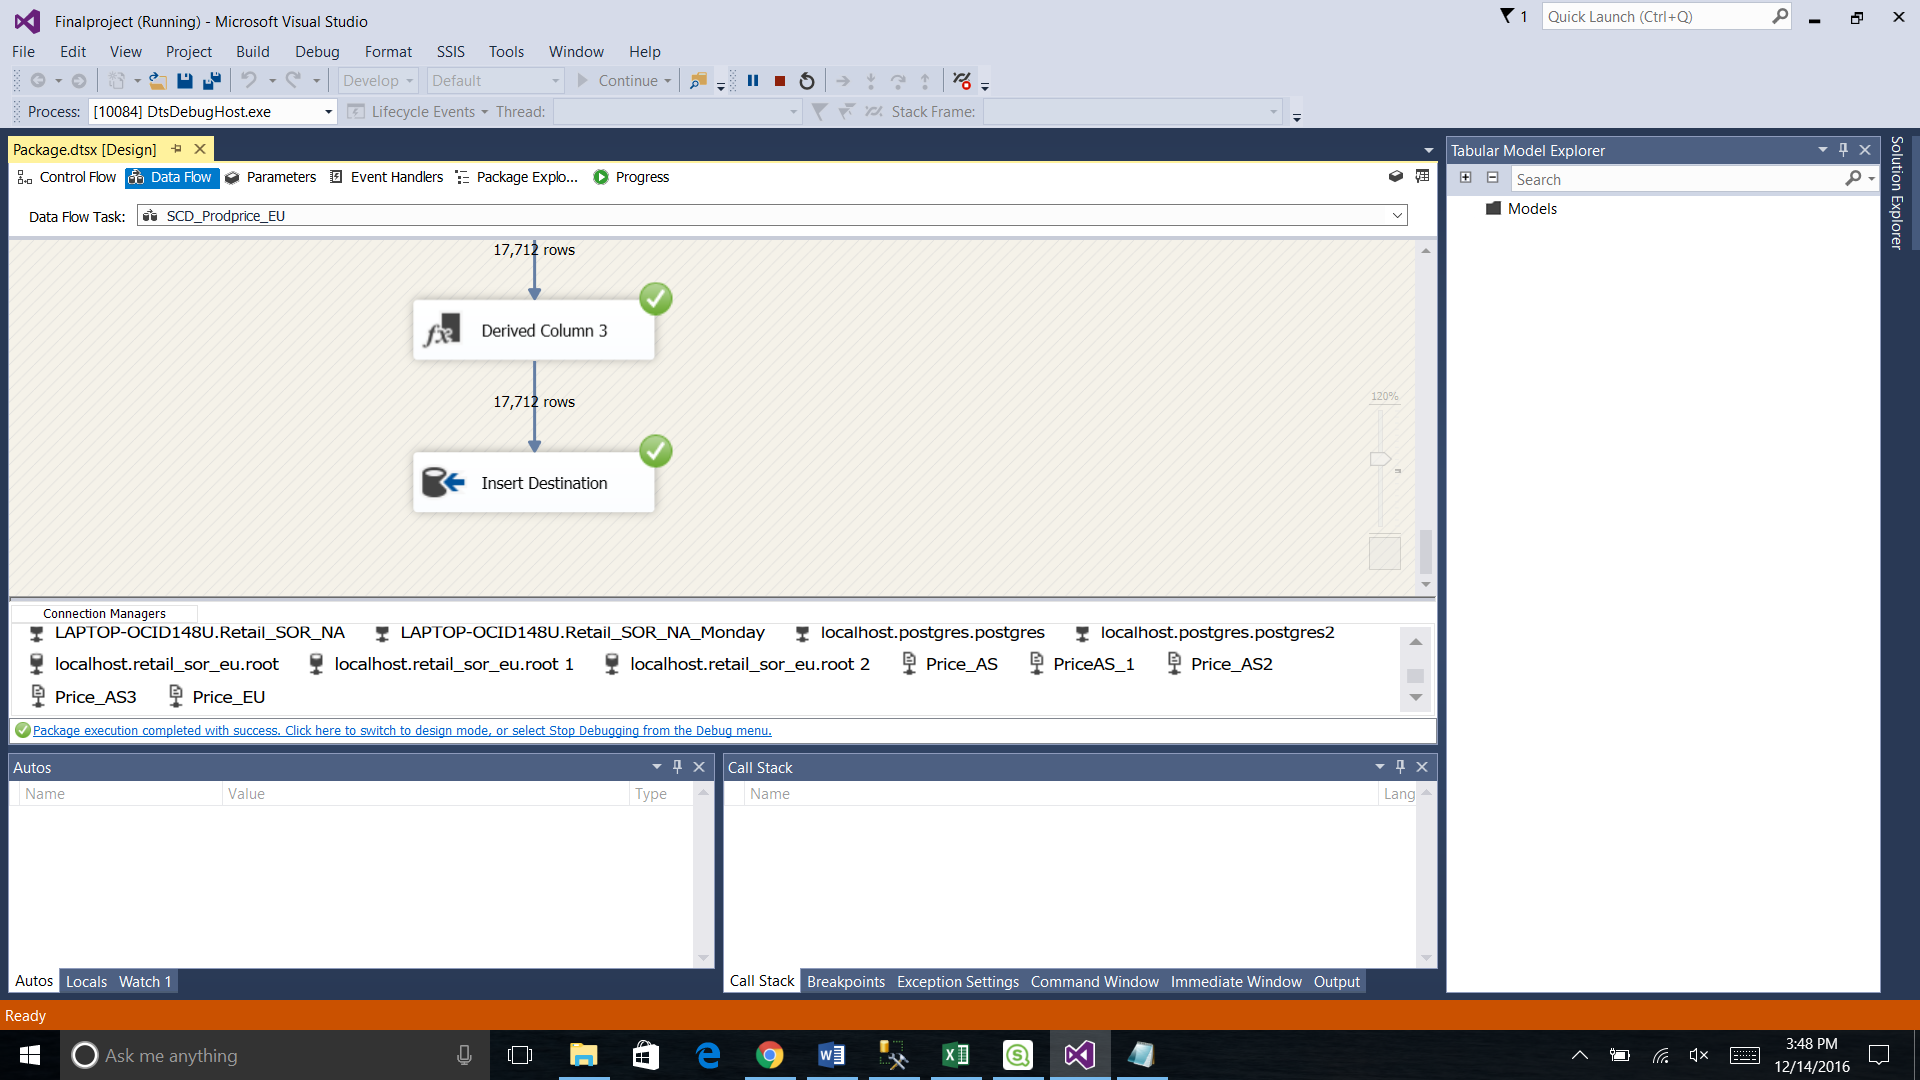 Finalproject (Running) - Microsoft Visual Studio
1
Quick Launch (Ctrl+Q)
File Edit View Project Build Debug Format SSIS Tools Window Help
Develop Default Continue
Process: [10084] DtsDebugHost.exe Lifecycle Events Thread: Stack Frame:
Package.dtsx [Design]
Control Flow Data Flow Parameters Event Handlers Package Explo... Progress
Data Flow Task: SCD_Prodprice_EU
17,712 rows
Derived Column 3
17,712 rows
Insert Destination
120%
Connection Managers
LAPTOP-OCID148U.Retail_SOR_NA LAPTOP-OCID148U.Retail_SOR_NA_Monday localhost.postgres.postgres localhost.postgres.postgres2
localhost.retail_sor_eu.root localhost.retail_sor_eu.root 1 localhost.retail_sor_eu.root 2 Price_AS PriceAS_1 Price_AS2
Price_AS3 Price_EU
Package execution completed with success. Click here to switch to design mode, or select Stop Debugging from the Debug menu.
Autos
Name Value Type
Autos Locals Watch 1
Call Stack
Name Lang
Call Stack Breakpoints Exception Settings Command Window Immediate Window Output
Tabular Model Explorer
Search
Models
Solution Explorer
Ready
Ask me anything
3:48 PM
12/14/2016